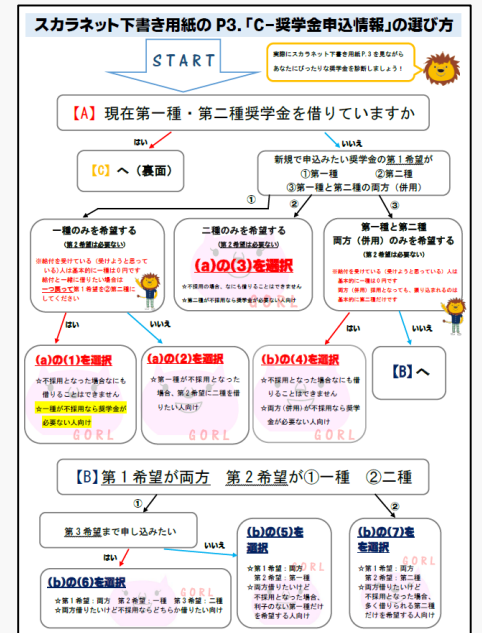 スカラネット下書き用紙の P3.「C-奨学金申込情報」の選び方
START
実際にスカラネット下書き用紙P.3 を見ながら
あなたにぴったりな奨学金を診断しましょう！
【A】現在第一種・第二種奨学金を借りていますか
はい
いいえ
【C】へ（裏面）
新規で申込みたい奨学金の第１希望が
①第一種　②第二種
③第一種と第二種の両方（併用）
①
②
③
一種のみを希望する
（第２希望は必要ない）
※給付を受けている（受けようと思って
いる)人は基本的に一種は０円です
給付と一緒に借りたい場合は
一つ戻って第１希望を②第二種に
してください
二種のみを希望する
（第２希望は必要ない）
(a)の(3)を選択
☆不採用の場合、なにも借りることはできません
☆第二種が不採用なら奨学金が必要ない人向け
GORL
第一種と第二種
両方（併用）のみを希望する
（第２希望は必要ない）
※給付を受けている（受けようと思っている）人は
基本的に一種は０円です
両方（併用）採用となっても、振り込まれるのは
基本的に第二種だけです
はい
いいえ
はい
いいえ
(a)の(1)を選択
☆不採用となった場合なにも
借りることはできません
☆一種が不採用なら奨学金が
必要ない人向け
GORL
(a)の(2)を選択
☆第一種が不採用となった
場合、第２希望に二種を借
りたい人向け
GORL
(b)の(4)を選択
☆不採用となった場合なにも借
りることはできません
☆両方(併用)が不採用なら奨学
金が必要ない人向け
GORL
【B】へ
【B】第１希望が両方　第２希望が①一種　②二種
①
②
第３希望まで申し込みたい
はい
いいえ
(b)の(6)を選択
☆第１希望：両方　第２希望：一種　第３希望：二種
☆両方借りたいけど不採用ならどちらか借りたい向け
GORL
(b)の(5)を
選択
☆第１希望：両方
第２希望：第一種
☆両方借りたいけど
不採用となった場合、
利子のない第一種だけ
を希望する人向け
GORL
(b)の(7)を
を選択
☆第１希望：両方
第２希望：第二種
☆両方借りたいけど
不採用となった場合、
多く借りられる第二種
だけを希望する人向け
GORL